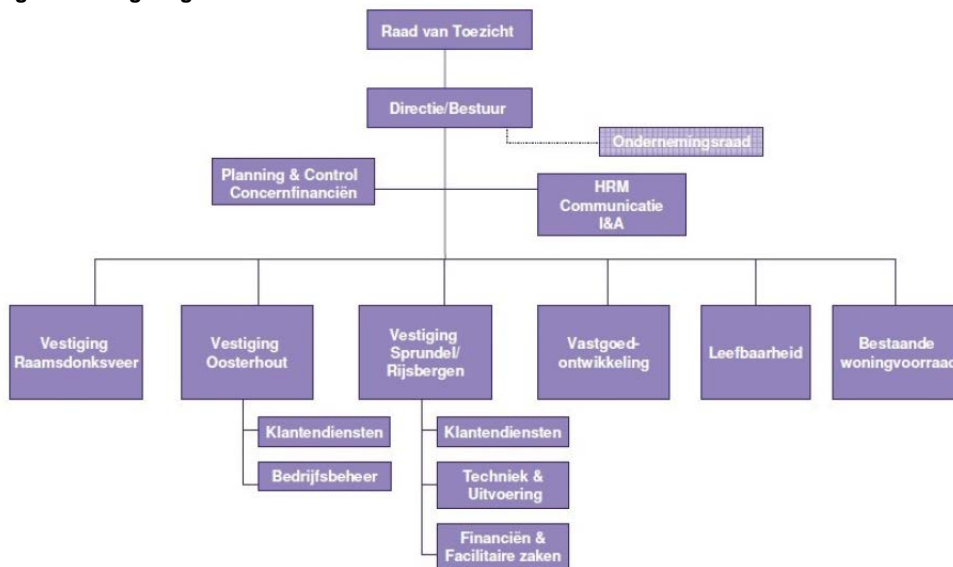 Raad van Toezicht
Directie/Bestuur
Ondernemingsraad
Planning & Control
Concernfinanciën
HRM
Communicatie
I&A
Vestiging
Raamsdonksveer
Vestiging
Oosterhout
Vestiging
Sprundel/
Rijsbergen
Vastgoed-
ontwikkeling
Leefbaarheid
Bestaande
woningvoorraad
Klantendiensten
Bedrijfsbeheer
Klantendiensten
Techniek &
Uitvoering
Financiën &
Facilitaire zaken